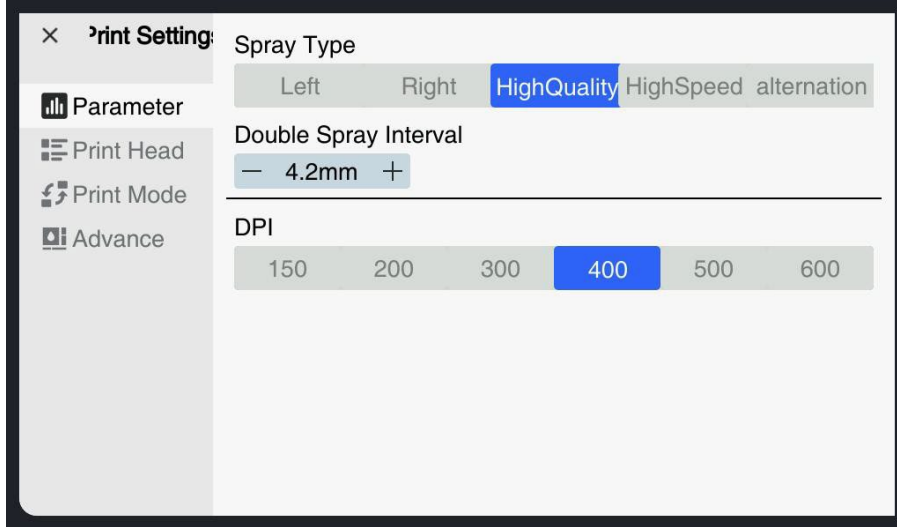 Print Settings
Parameter
Print Head
Print Mode
Advance
Spray Type
Left Right HighQuality HighSpeed alternation
Double Spray Interval
— 4.2mm +
DPI
150 200 300 400 500 600